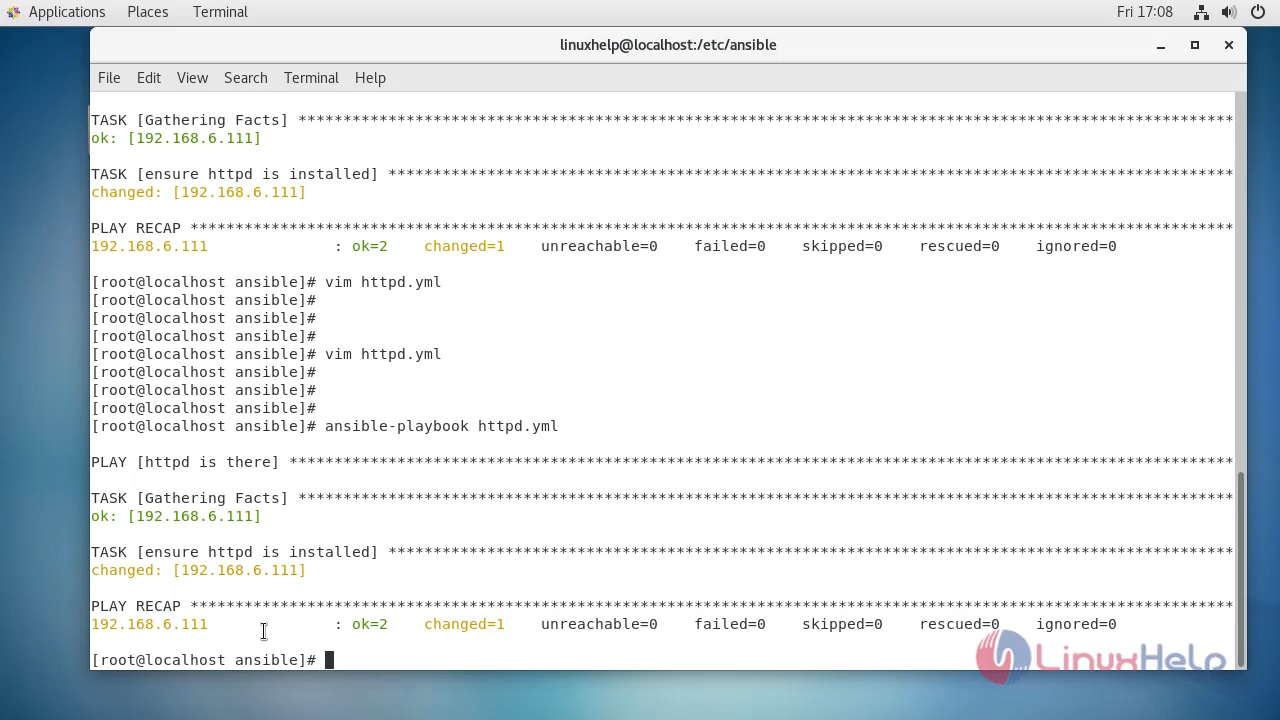 Applications Places Terminal Fri 17:08
linuxhelp@localhost:/etc/ansible
File Edit View Search Terminal Help
TASK [Gathering Facts] ********************************************************************************************************
ok: [192.168.6.111]
TASK [ensure httpd is installed] **********************************************************************************************
changed: [192.168.6.111]
PLAY RECAP ********************************************************************************************************************
192.168.6.111 : ok=2 changed=1 unreachable=0 failed=0 skipped=0 rescued=0 ignored=0
[root@localhost ansible]# vim httpd.yml
[root@localhost ansible]#
[root@localhost ansible]#
[root@localhost ansible]#
[root@localhost ansible]# vim httpd.yml
[root@localhost ansible]#
[root@localhost ansible]#
[root@localhost ansible]#
[root@localhost ansible]# ansible-playbook httpd.yml
PLAY [httpd is there] *********************************************************************************************************
TASK [Gathering Facts] ********************************************************************************************************
ok: [192.168.6.111]
TASK [ensure httpd is installed] **********************************************************************************************
changed: [192.168.6.111]
PLAY RECAP ********************************************************************************************************************
192.168.6.111 : ok=2 changed=1 unreachable=0 failed=0 skipped=0 rescued=0 ignored=0
[root@localhost ansible]#
LinuxHelp